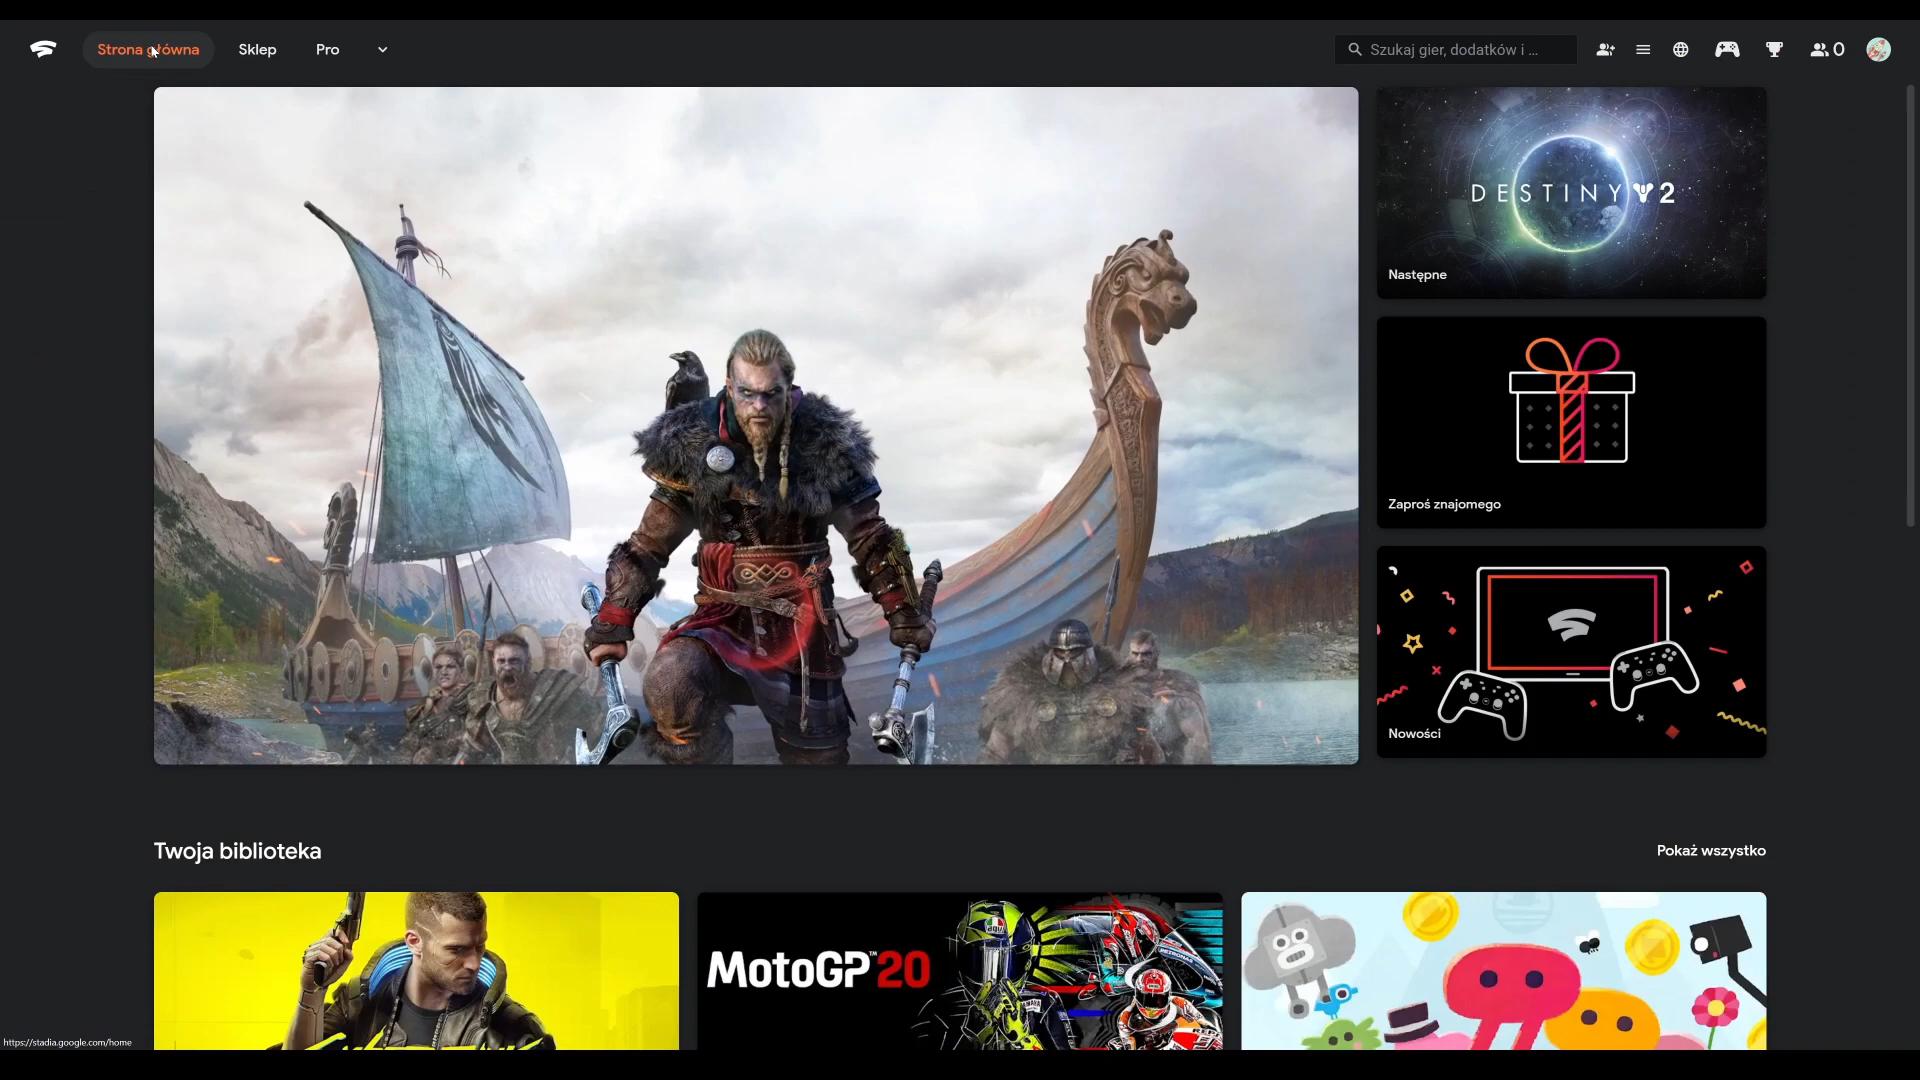 Strona główna
Sklep
Pro
Szukaj gier, dodatków i ...
0
DESTINY 2
Następne
Zaproś znajomego
Nowości
Twoja biblioteka
Pokaż wszystko
MotoGP™20
https://stadia.google.com/home